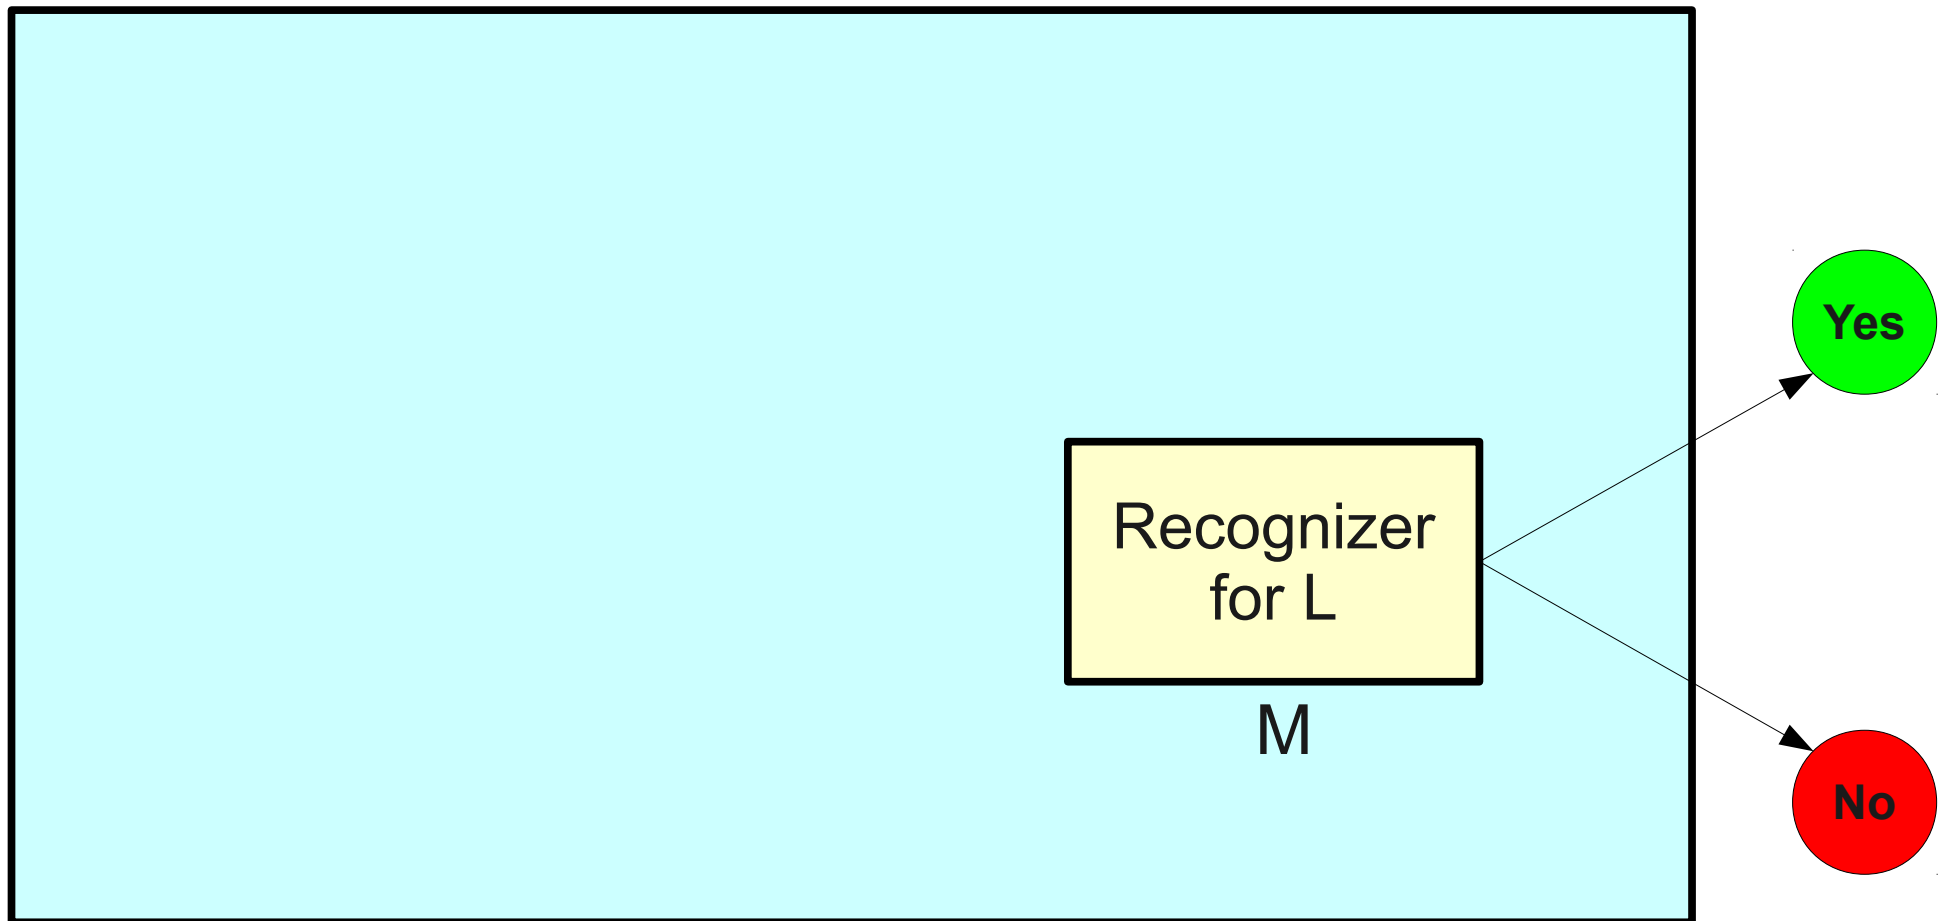 Yes
Recognizer
for L
M
No